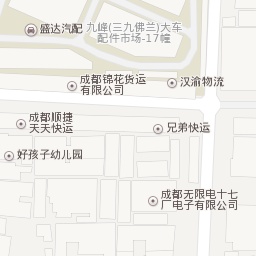 盛达汽配
九峰(三九佛兰)大车
配件市场-17幢
成都锦花货运
有限公司
汉渝物流
成都顺捷
天天快运
兄弟快运
好孩子幼儿园
成都无限电十七
厂电子有限公司